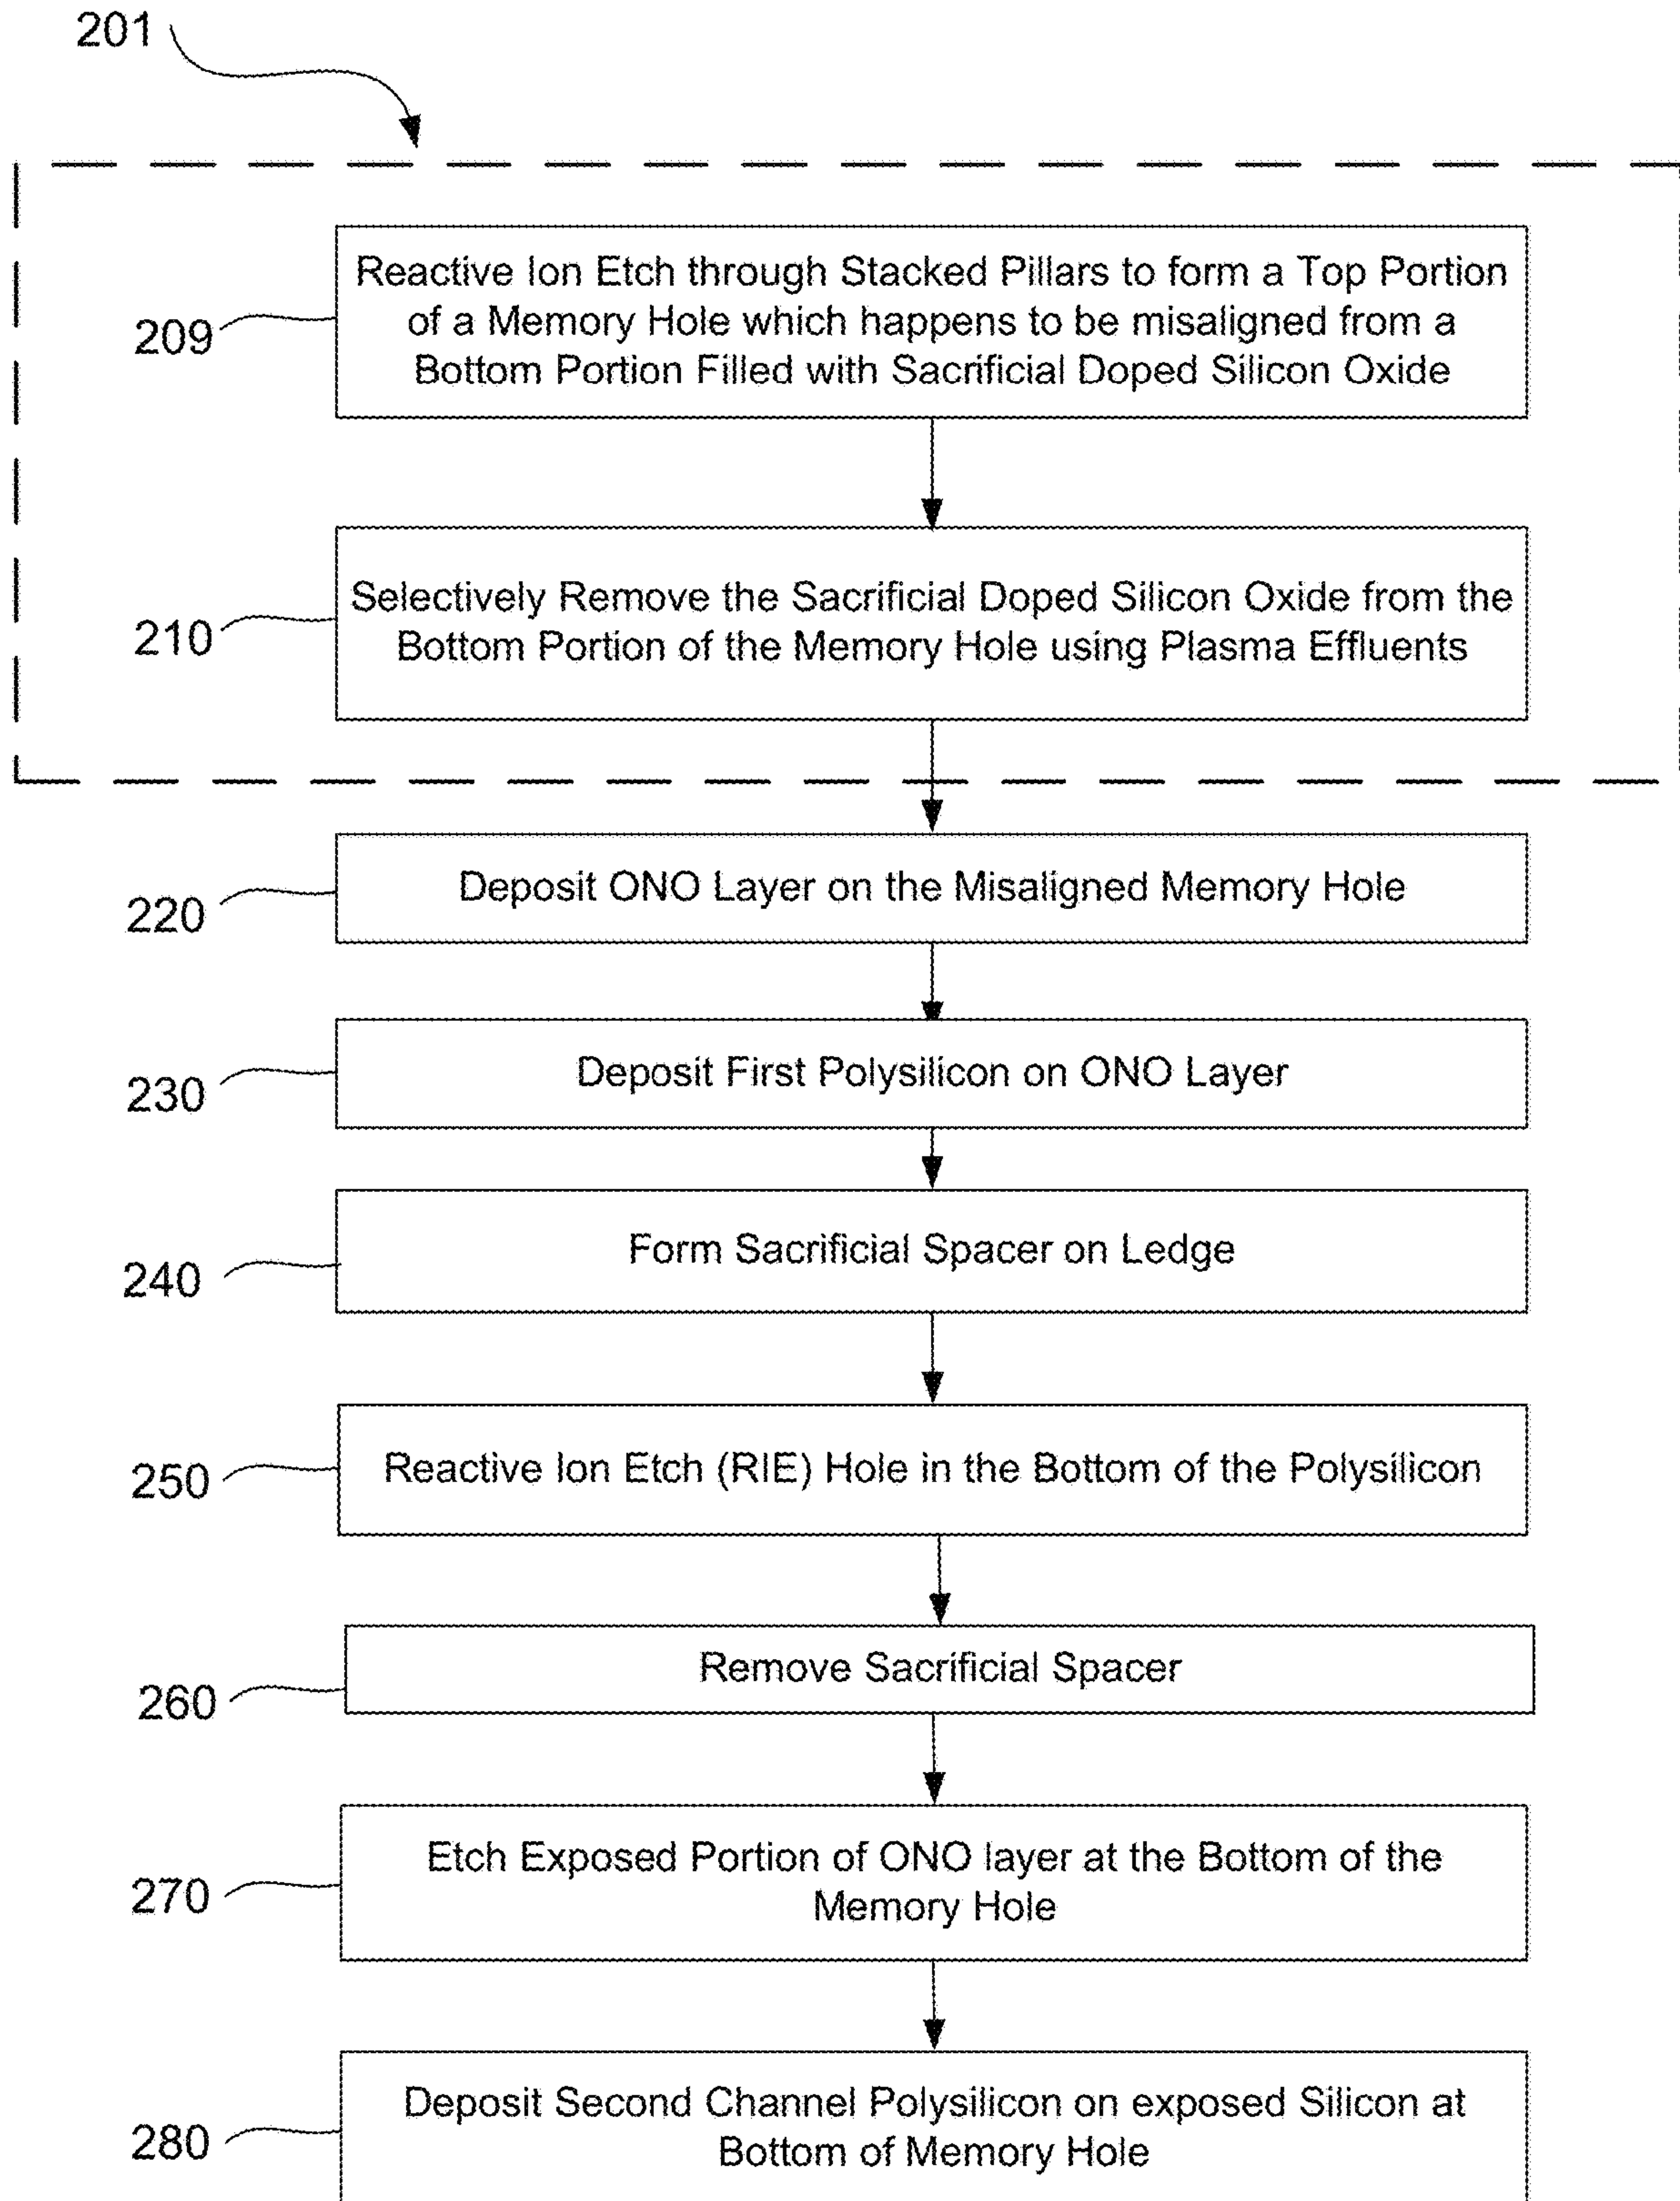 201
209
Reactive Ion Etch through Stacked Pillars to form a Top Portion
of a Memory Hole which happens to be misaligned from a
Bottom Portion Filled with Sacrificial Doped Silicon Oxide
210
Selectively Remove the Sacrificial Doped Silicon Oxide from the
Bottom Portion of the Memory Hole using Plasma Effluents
220
Deposit ONO Layer on the Misaligned Memory Hole
230
Deposit First Polysilicon on ONO Layer
240
Form Sacrificial Spacer on Ledge
250
Reactive Ion Etch (RIE) Hole in the Bottom of the Polysilicon
260
Remove Sacrificial Spacer
270
Etch Exposed Portion of ONO layer at the Bottom of the
Memory Hole
280
Deposit Second Channel Polysilicon on exposed Silicon at
Bottom of Memory Hole